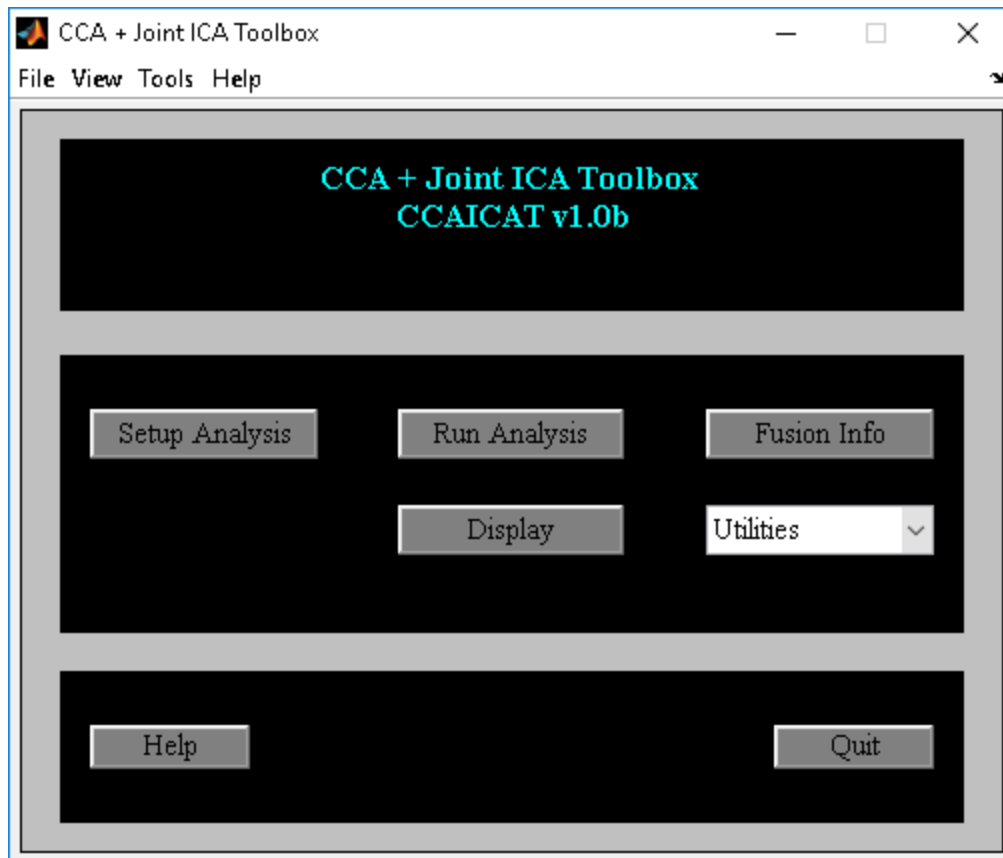 CCA + Joint ICA Toolbox
File View Tools Help
CCA + Joint ICA Toolbox
CCAICAT v1.0b
Setup Analysis
Run Analysis
Fusion Info
Display
Utilities
Help
Quit